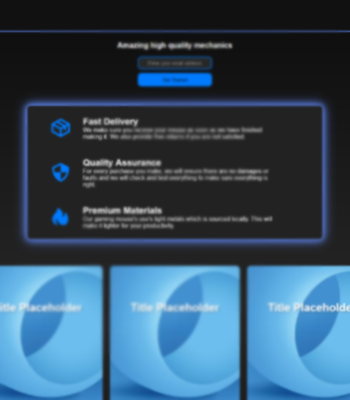 Amazing high quality mechanics
Enter your email address
Get Started
Fast Delivery
We make sure you receive your mouse as soon as we have finished
making it. We also provide free returns if you are not satisfied.
Quality Assurance
For every purchase you make, we will ensure there are no damages or
faults and we will check and test everything to make sure everything is
right.
Premium Materials
Our gaming mouse's use's light metals which is sourced locally. This will
make it lighter for your productivity.
Title Placeholder
Title Placeholder
Title Placeholde